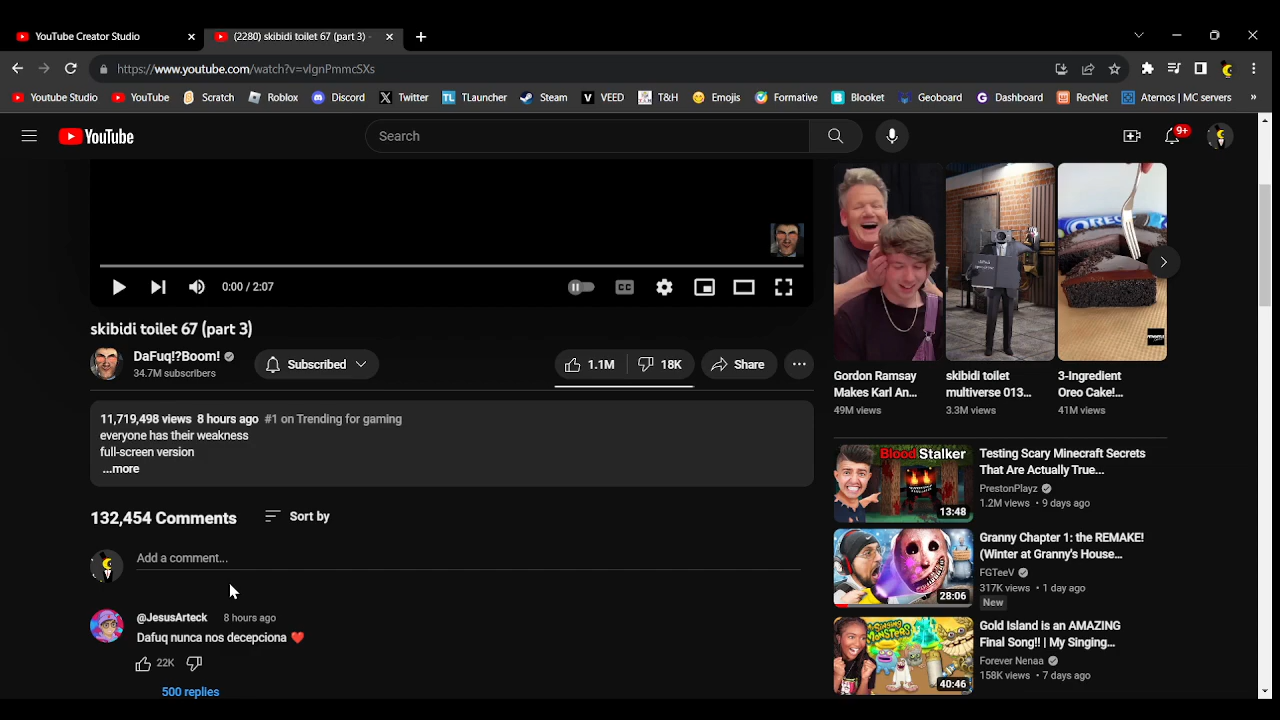 YouTube Creator Studio
(2280) skibidi toilet 67 (part 3) -
https://www.youtube.com/watch?v=vIgnPmmcSXs
Youtube Studio YouTube Scratch Roblox Discord Twitter TLauncher Steam VEED T&H Emojis Formative Blooket Geoboard Dashboard RecNet Aternos | MC servers »
YouTube
Search
9+
0:00 / 2:07
CC
skibidi toilet 67 (part 3)
DaFuq!?Boom!
34.7M subscribers
Subscribed
1.1M
18K
Share
11,719,498 views 8 hours ago #1 on Trending for gaming
everyone has their weakness
full-screen version
...more
132,454 Comments
Sort by
Add a comment...
@JesusArteck 8 hours ago
Dafuq nunca nos decepciona ❤️
22K
500 replies
Gordon Ramsay
Makes Karl An...
49M views
skibidi toilet
multiverse 013...
3.3M views
OREO
3-Ingredient
Oreo Cake!...
41M views
Blood Stalker
13:48
Testing Scary Minecraft Secrets
That Are Actually True...
PrestonPlayz
1.2M views • 9 days ago
28:06
Granny Chapter 1: the REMAKE!
(Winter at Granny's House...
FGTeeV
317K views • 1 day ago
New
40:46
Gold Island is an AMAZING
Final Song!! | My Singing...
Forever Nenaa
158K views • 7 days ago